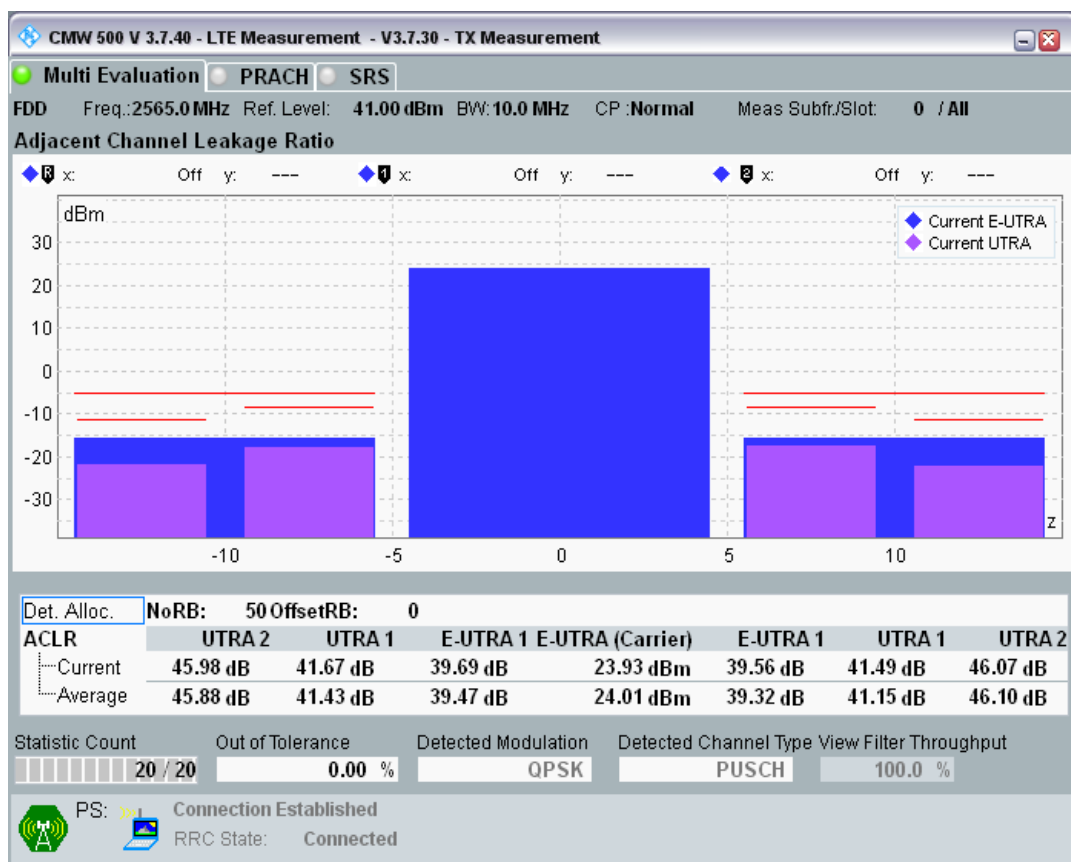 CMW 500 V 3.7.40 - LTE Measurement - V3.7.30 - TX Measurement
Multi Evaluation PRACH SRS
FDD Freq.:2565.0 MHz Ref. Level: 41.00 dBm BW:10.0 MHz CP :Normal Meas Subfr./Slot: 0 / All
Adjacent Channel Leakage Ratio
R x: Off y: --- 1 x: Off y: --- 2 x: Off y: ---
dBm
Current E-UTRA
Current UTRA
30
20
10
0
-10
-20
-30
z
-10 -5 0 5 10
Det. Alloc. NoRB: 50 OffsetRB: 0
ACLR UTRA 2 UTRA 1 E-UTRA 1 E-UTRA (Carrier) E-UTRA 1 UTRA 1 UTRA 2
Current 45.98 dB 41.67 dB 39.69 dB 23.93 dBm 39.56 dB 41.49 dB 46.07 dB
Average 45.88 dB 41.43 dB 39.47 dB 24.01 dBm 39.32 dB 41.15 dB 46.10 dB
Statistic Count Out of Tolerance Detected Modulation Detected Channel Type View Filter Throughput
20 / 20 0.00 % QPSK PUSCH 100.0 %
PS: Connection Established
RRC State: Connected